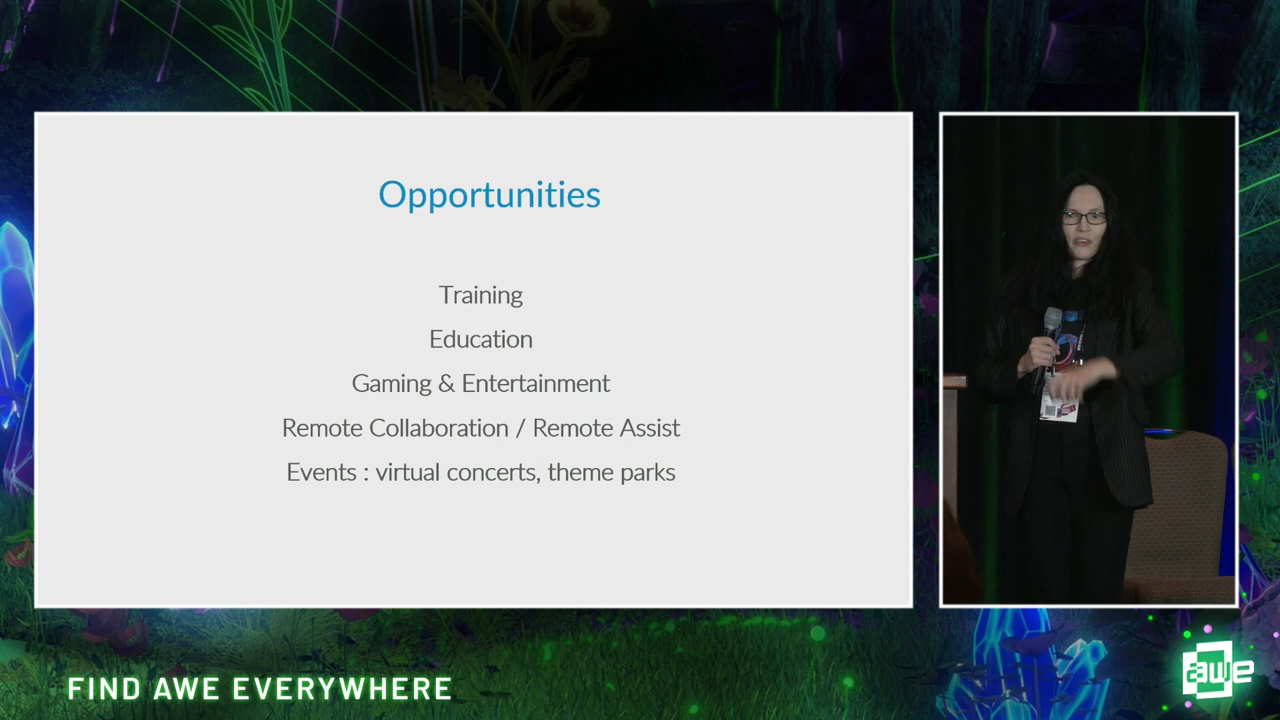 Opportunities
Training
Education
Gaming & Entertainment
Remote Collaboration / Remote Assist
Events : virtual concerts, theme parks
FIND AWE EVERYWHERE
awe